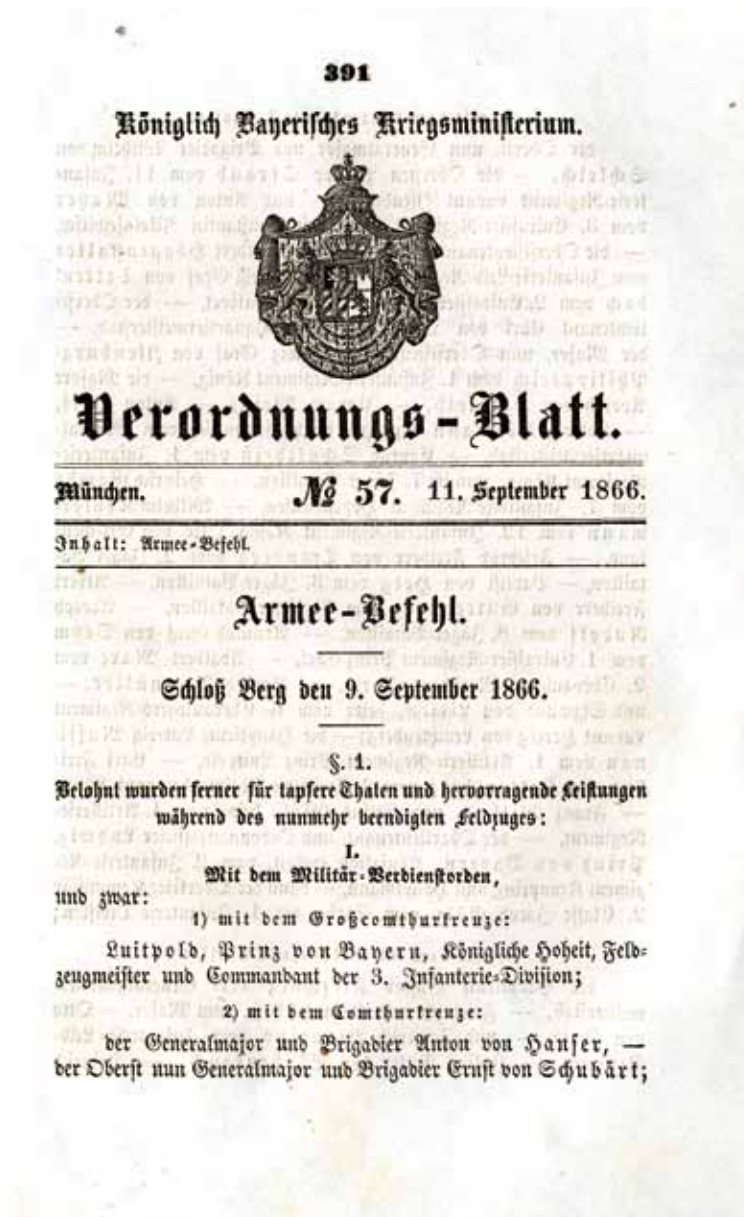 391
Königlich Bayerisches Kriegsministerium.
Verordnungs-Blatt.
München. № 57. 11. September 1866.
Inhalt: Armee-Befehl.
Armee-Befehl.
Schloß Berg den 9. September 1866.
§. 1.
Belohnt wurden ferner für tapfere Thaten und hervorragende Leistungen
während des nunmehr beendigten Feldzuges:
I.
Mit dem Militär-Verdienstorden,
und zwar:
1) mit dem Großcomthurkreuze:
Luitpold, Prinz von Bayern, Königliche Hoheit, Feld-
zeugmeister und Commandant der 3. Infanterie-Division;
2) mit dem Comthurkreuze:
der Generalmajor und Brigadier Anton von Hanser, —
der Oberst nun Generalmajor und Brigadier Ernst von Schubärt;